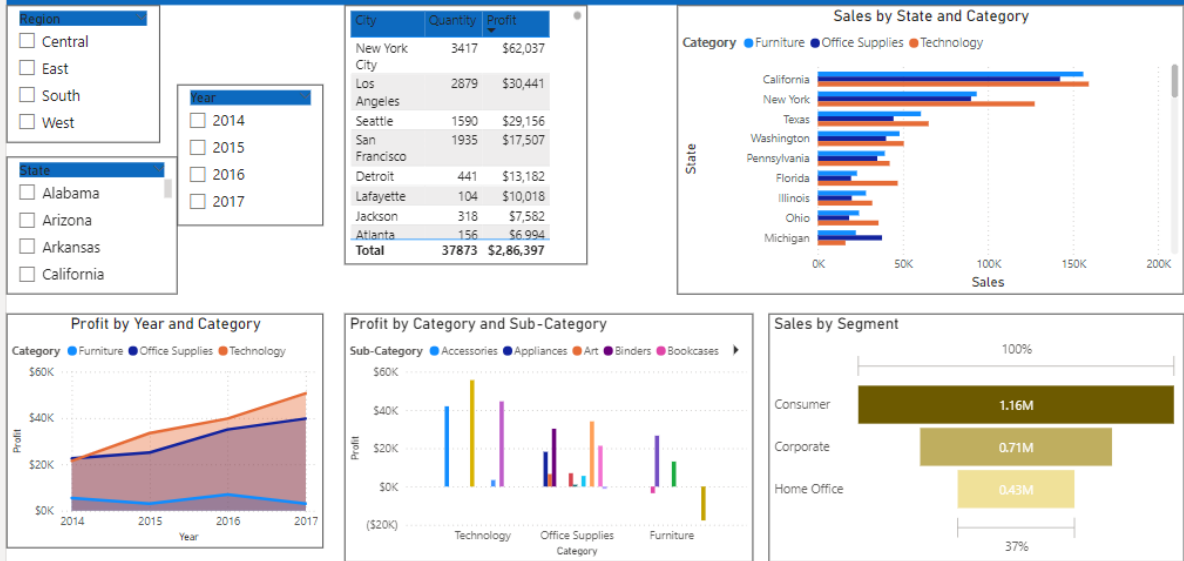 Region
Central
East
South
West
State
Alabama
Arizona
Arkansas
California
Year
2014
2015
2016
2017
City Quantity Profit
New York City 3417 $62,037
Los Angeles 2879 $30,441
Seattle 1590 $29,156
San Francisco 1935 $17,507
Detroit 441 $13,182
Lafayette 104 $10,018
Jackson 318 $7,582
Atlanta 156 $6,994
Total 37873 $2,86,397
Sales by State and Category
Category Furniture Office Supplies Technology
State
California
New York
Texas
Washington
Pennsylvania
Florida
Illinois
Ohio
Michigan
0K 50K 100K 150K 200K
Sales
Profit by Year and Category
Category Furniture Office Supplies Technology
Profit
$60K
$40K
$20K
$0K
2014 2015 2016 2017
Year
Profit by Category and Sub-Category
Sub-Category Accessories Appliances Art Binders Bookcases
Profit
$60K
$40K
$20K
$0K
($20K)
Technology Office Supplies Furniture
Category
Sales by Segment
100%
Consumer 1.16M
Corporate 0.71M
Home Office 0.43M
37%